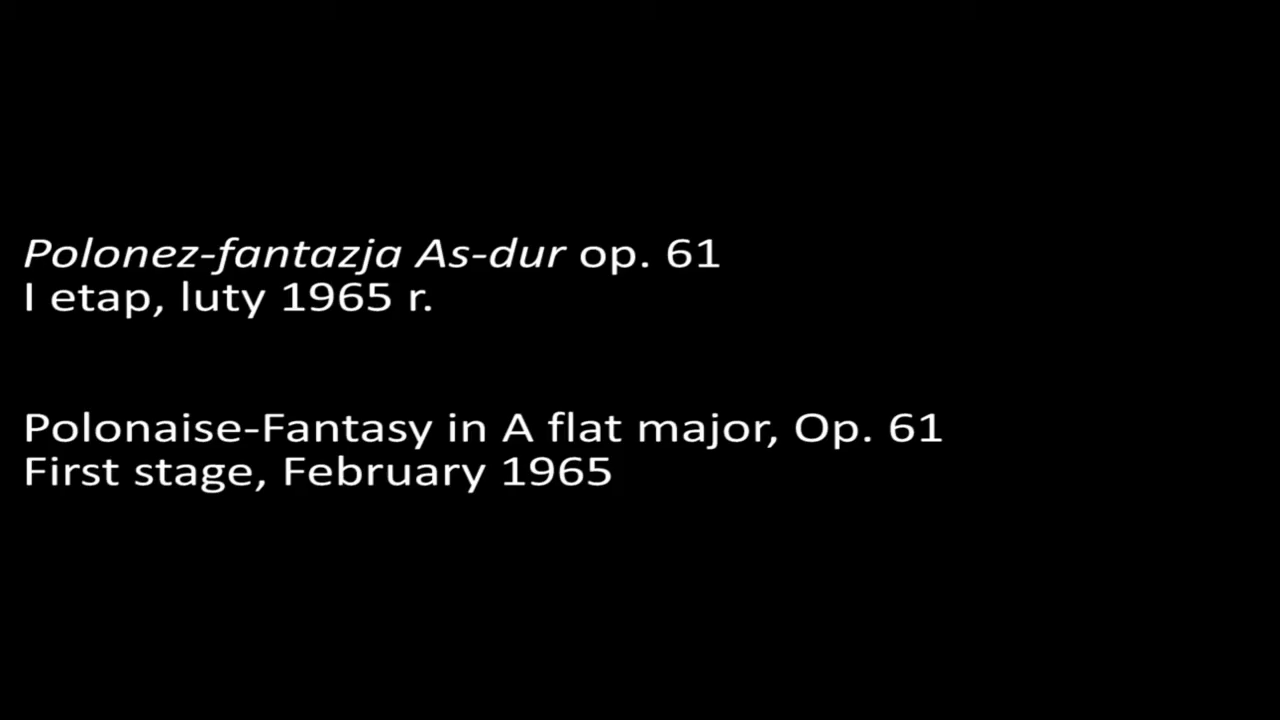 Polonez-fantazja As-dur op. 61
I etap, luty 1965 r.
Polonaise-Fantasy in A flat major, Op. 61
First stage, February 1965